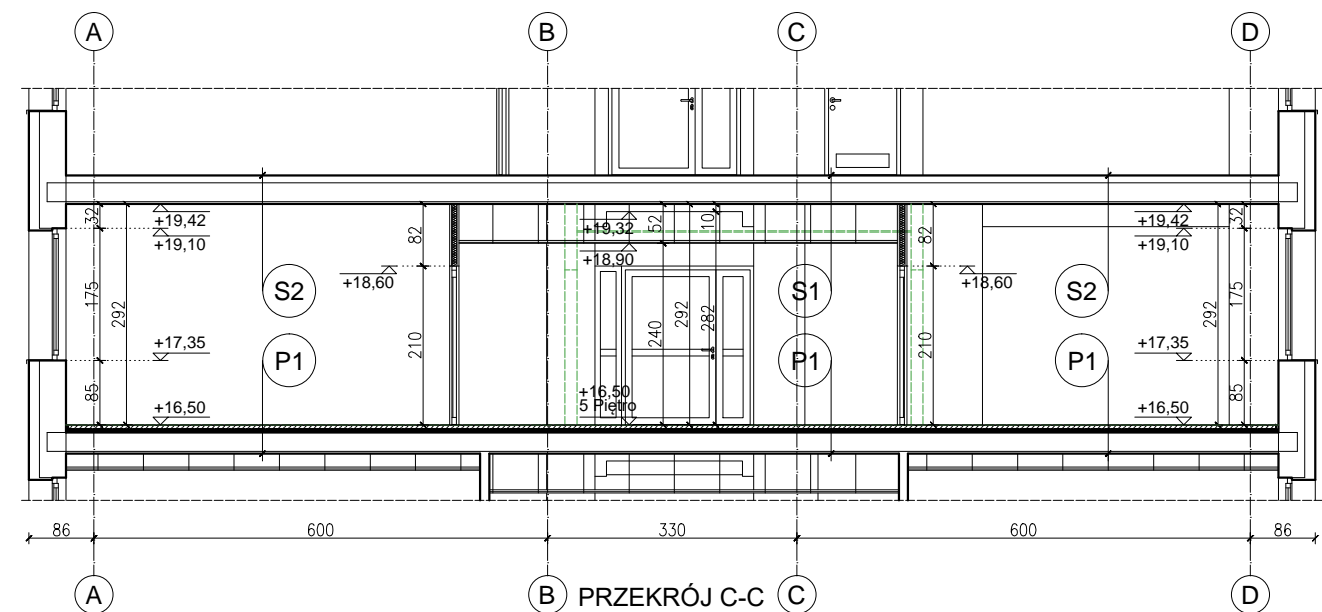 A B C D
32 +19,42 +19,10 82 +18,60 +19,32 52 10 +18,90 82 +18,60 +19,42 +19,10 32
S2 S1 S2
175 292 210 240 292 282 210 292 175
+17,35 P1 P1 +17,35 P1
85 +16,50 +16,50 +16,50 85
5 Piętro
86 600 330 600 86
A B PRZEKRÓJ C-C C D